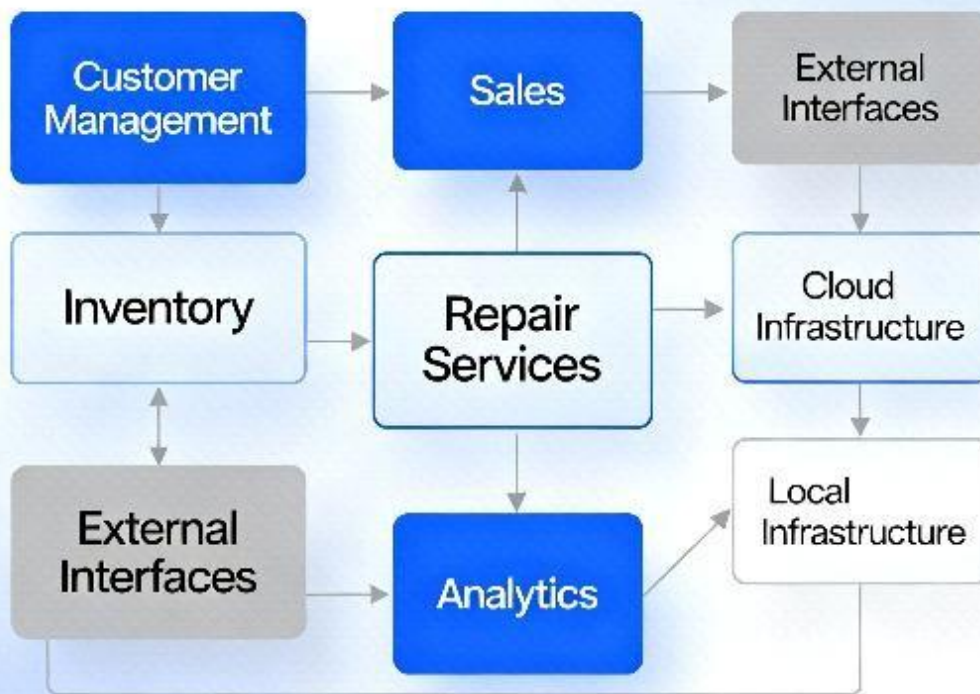 Customer
Management
Sales
External
Interfaces
Inventory
Repair
Services
Cloud
Infrastructure
External
Interfaces
Analytics
Local
Infrastructure